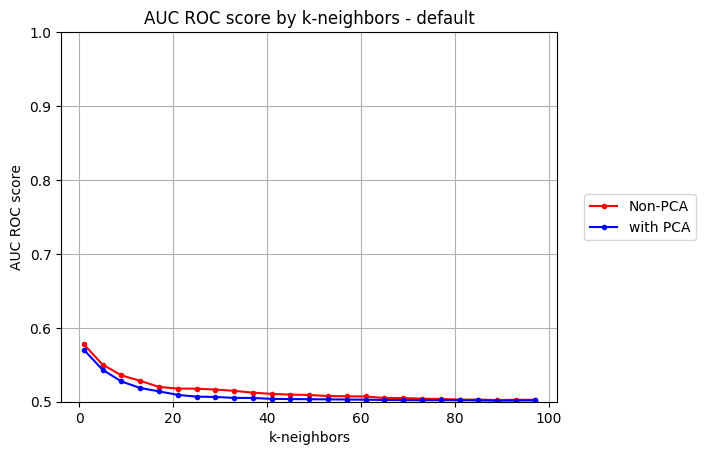 AUC ROC score by k-neighbors - default
1.0
0.9
0.8
0.7
0.6
0.5
AUC ROC score
0
20
40
60
80
100
k-neighbors
Non-PCA
with PCA